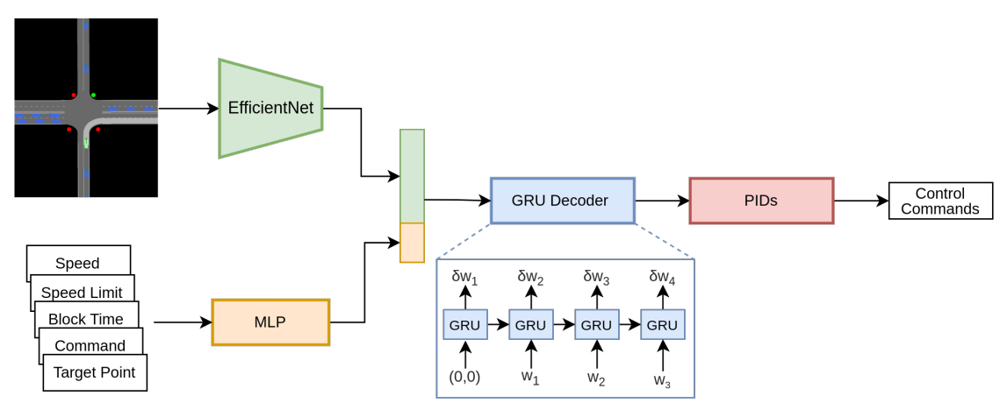 EfficientNet
Speed
Speed Limit
Block Time
Command
Target Point
MLP
GRU Decoder
PIDs
Control
Commands
δw1 δw2 δw3 δw4
GRU GRU GRU GRU
(0,0) w1 w2 w3